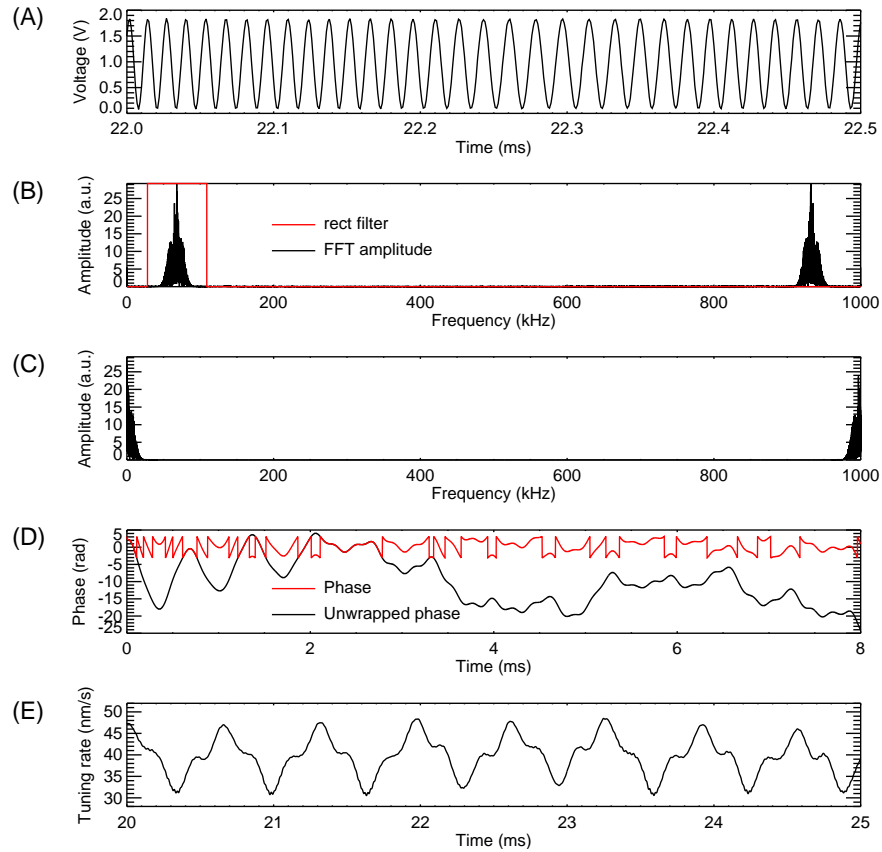 (A)
Voltage (V)
2.0
1.5
1.0
0.5
0.0
22.0 22.1 22.2 22.3 22.4 22.5
Time (ms)
(B)
Amplitude (a.u.)
25
20
15
10
5
0
rect filter
FFT amplitude
0 200 400 600 800 1000
Frequency (kHz)
(C)
Amplitude (a.u.)
25
20
15
10
5
0
0 200 400 600 800 1000
Frequency (kHz)
(D)
Phase (rad)
5
0
-5
-10
-15
-20
-25
Phase
Unwrapped phase
0 2 4 6 8
Time (ms)
(E)
Tuning rate (nm/s)
50
45
40
35
30
20 21 22 23 24 25
Time (ms)